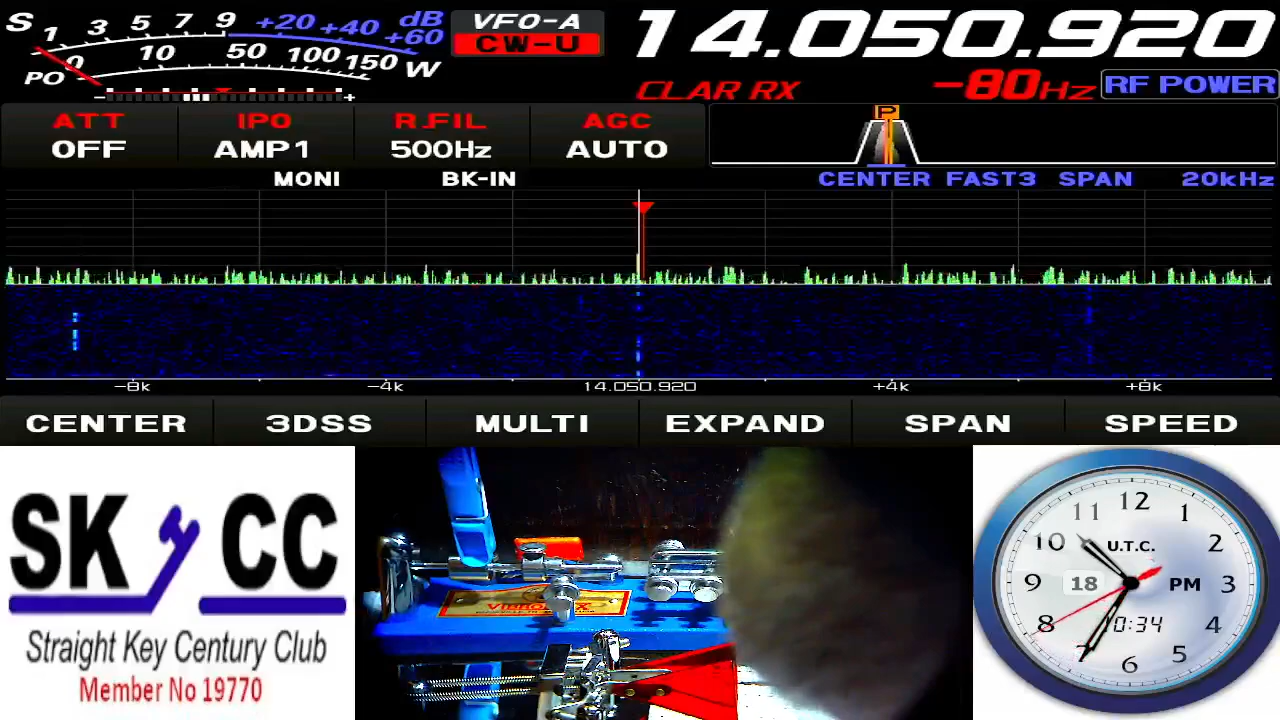 S 1 3 5 7 9 +20 +40 +60 dB
PO 0 10 50 100 150 W
- +
VFO-A
CW-U
14.050.920
CLAR RX -80Hz RF POWER
ATT IPO R.FIL AGC
OFF AMP1 500Hz AUTO
P
MONI BK-IN
CENTER FAST3 SPAN 20kHz
-8k -4k 14.050.920 +4k +8k
CENTER 3DSS MULTI EXPAND SPAN SPEED
SK CC
Straight Key Century Club
Member No 19770
12 1 2 3 4 5 6 7 8 9 10 11
U.T.C.
18 PM
10:34